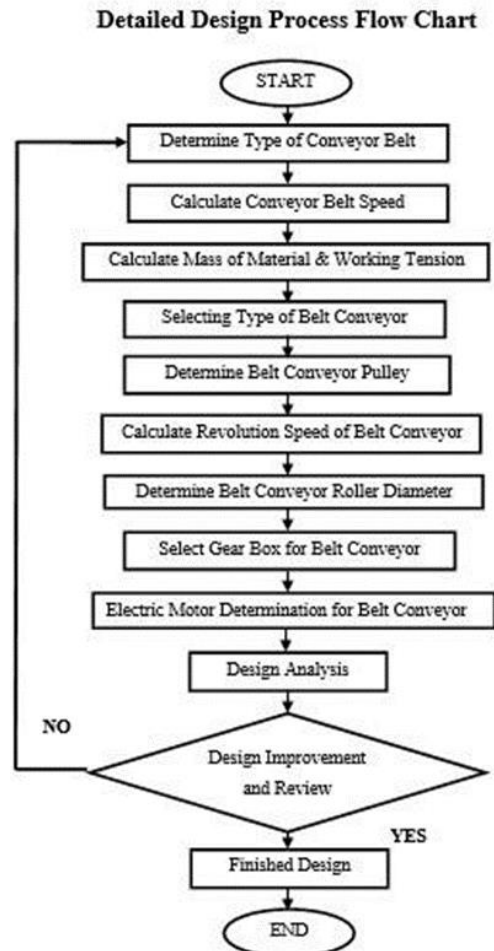 Detailed Design Process Flow Chart
START
Determine Type of Conveyor Belt
Calculate Conveyor Belt Speed
Calculate Mass of Material & Working Tension
Selecting Type of Belt Conveyor
Determine Belt Conveyor Pulley
Calculate Revolution Speed of Belt Conveyor
Determine Belt Conveyor Roller Diameter
Select Gear Box for Belt Conveyor
Electric Motor Determination for Belt Conveyor
Design Analysis
NO
Design Improvement
and Review
YES
Finished Design
END